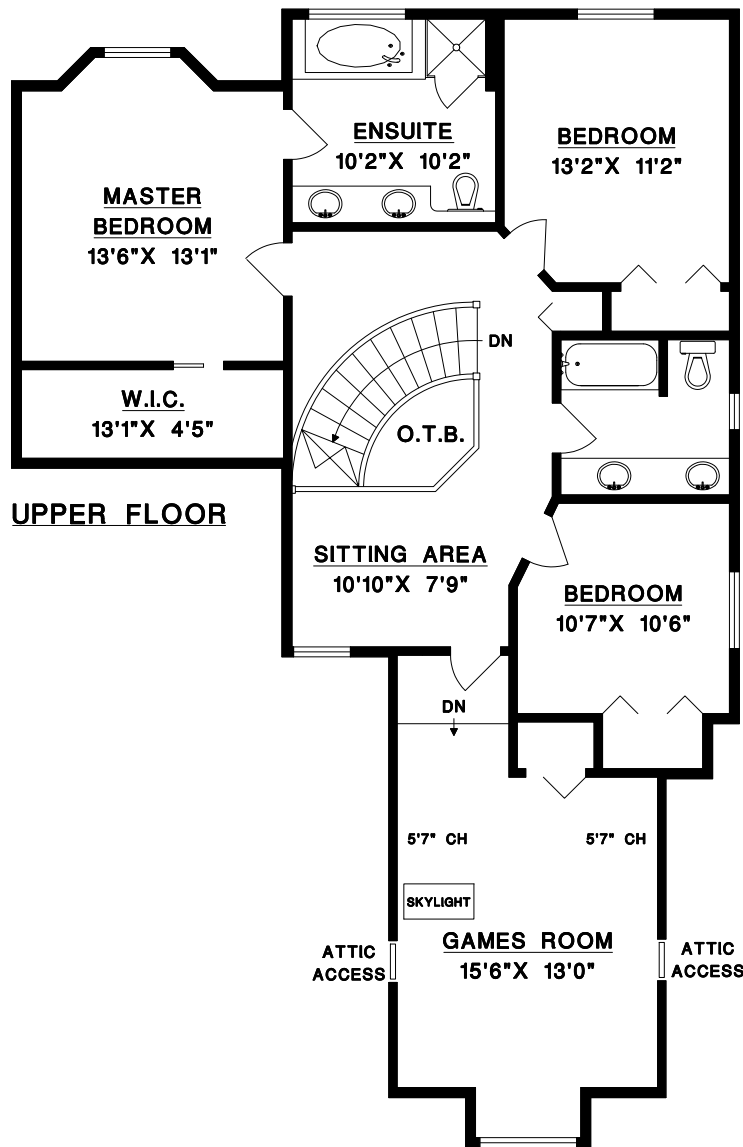 ENSUITE
10'2"X 10'2"
BEDROOM
13'2"X 11'2"
MASTER
BEDROOM
13'6"X 13'1"
DN
W.I.C.
13'1"X 4'5"
O.T.B.
UPPER FLOOR
SITTING AREA
10'10"X 7'9"
BEDROOM
10'7"X 10'6"
DN
5'7" CH
5'7" CH
SKYLIGHT
GAMES ROOM
15'6"X 13'0"
ATTIC
ACCESS
ATTIC
ACCESS